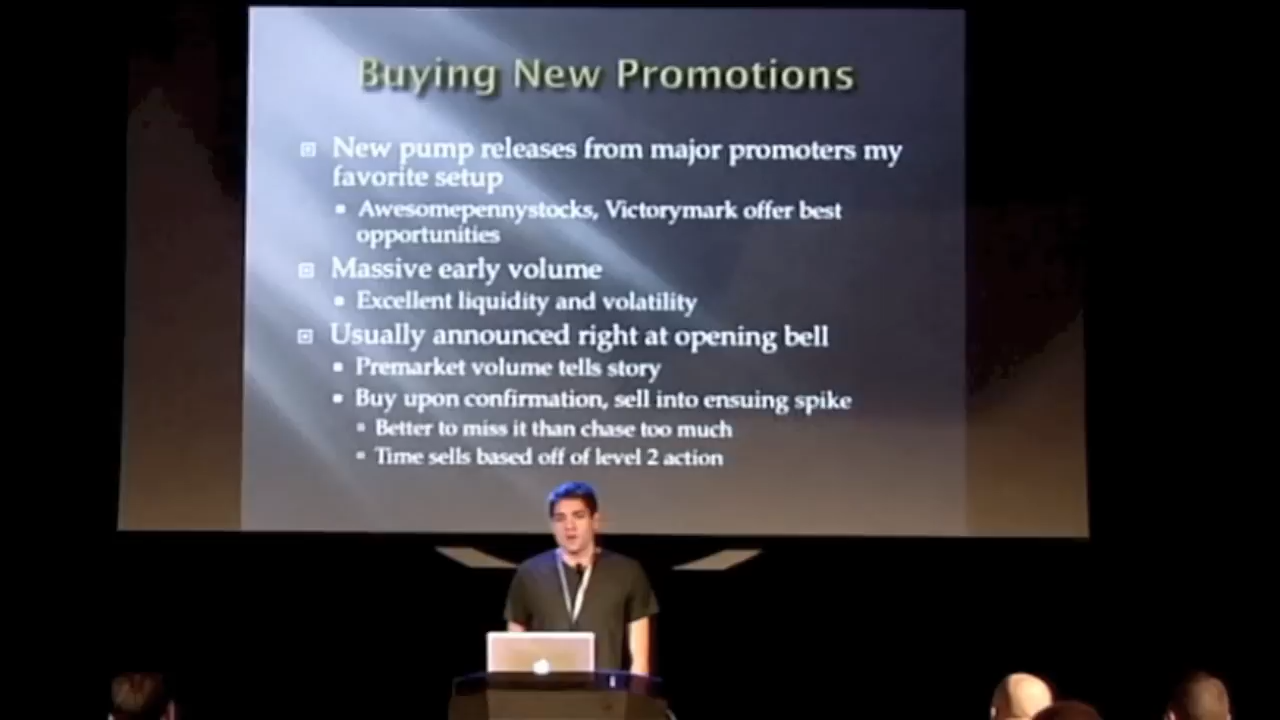 Buying New Promotions
New pump releases from major promoters my
favorite setup
Awesomepennystocks, Victorymark offer best
opportunities
Massive early volume
Excellent liquidity and volatility
Usually announced right at opening bell
Premarket volume tells story
Buy upon confirmation, sell into ensuing spike
Better to miss it than chase too much
Time sells based off of level 2 action